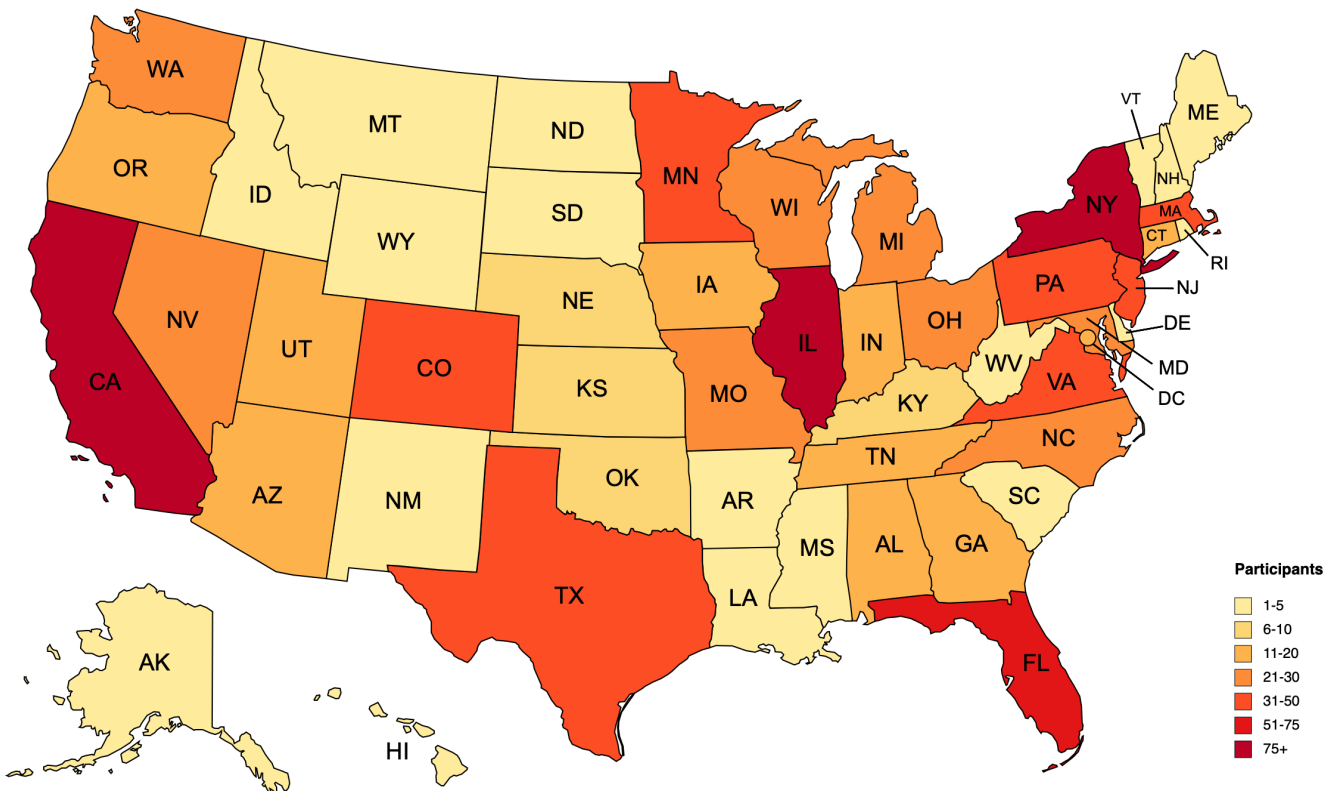 WA
MT
ND
MN
VT
ME
OR
ID
SD
WI
MI
NH
NY
MA
CT
RI
WY
NE
IA
PA
NJ
NV
UT
CO
KS
MO
IL
IN
OH
WV
VA
DE
MD
DC
CA
KY
AZ
NM
OK
AR
TN
NC
SC
MS
AL
GA
TX
LA
FL
AK
HI
Participants
1-5
6-10
11-20
21-30
31-50
51-75
75+